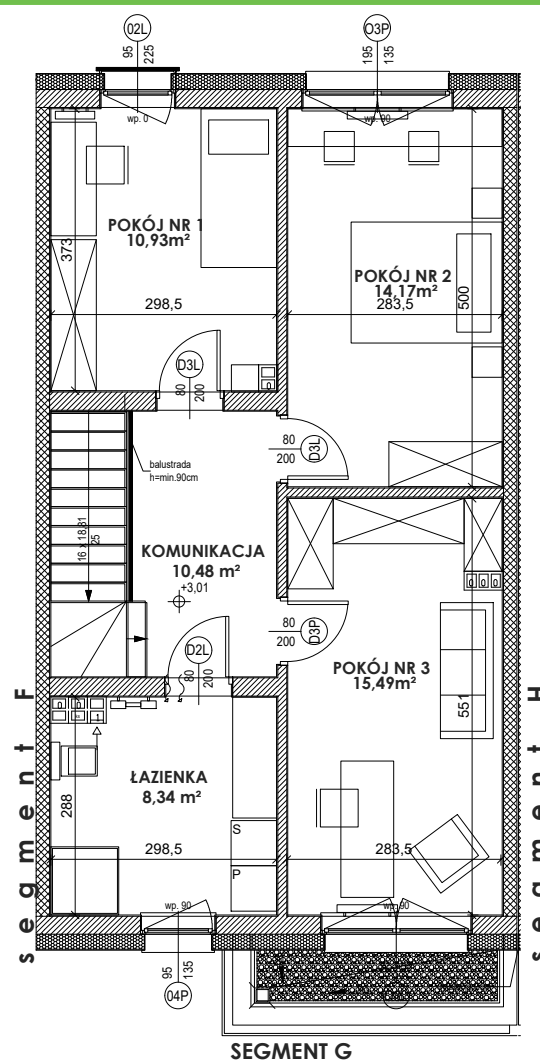 02L
95
225
O3P
195
135
wp. 0
wp. 90
POKÓJ NR 1
10,93m²
373
298,5
POKÓJ NR 2
14,17m²
283,5
500
D3L
80
200
80
200
D3L
balustrada
h=min.90cm
16 x 18,81
25
KOMUNIKACJA
10,48 m²
+3,01
80
200
D3P
D2L
80
200
POKÓJ NR 3
15,49m²
551
segment F
segment H
ŁAZIENKA
8,34 m²
288
298,5
283,5
S
P
wp. 90
wp. 90
95
135
04P
SEGMENT G